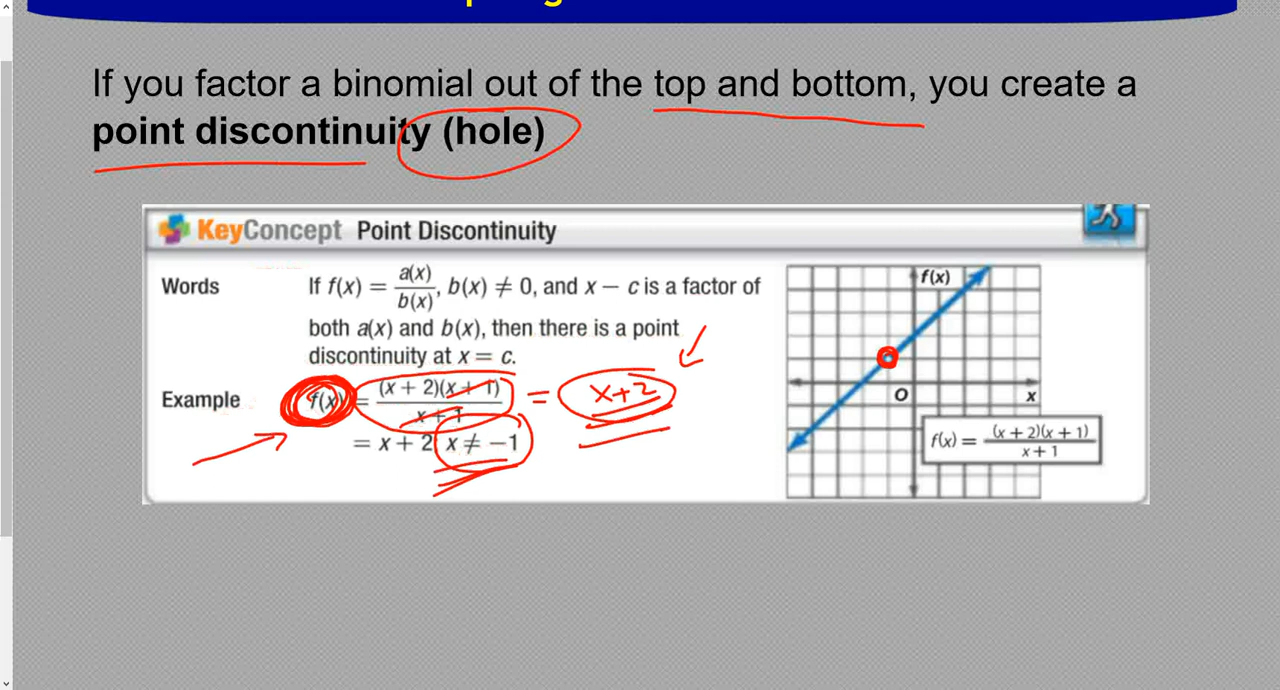 If you factor a binomial out of the top and bottom, you create a
point discontinuity (hole)
KeyConcept Point Discontinuity
Words If f(x) = a(x)/b(x), b(x) ≠ 0, and x − c is a factor of
both a(x) and b(x), then there is a point
discontinuity at x = c.
Example f(x) = (x + 2)(x + 1)/x + 1 = x+2
= x + 2 x ≠ −1
f(x)
O
x
f(x) = (x + 2)(x + 1)/x + 1